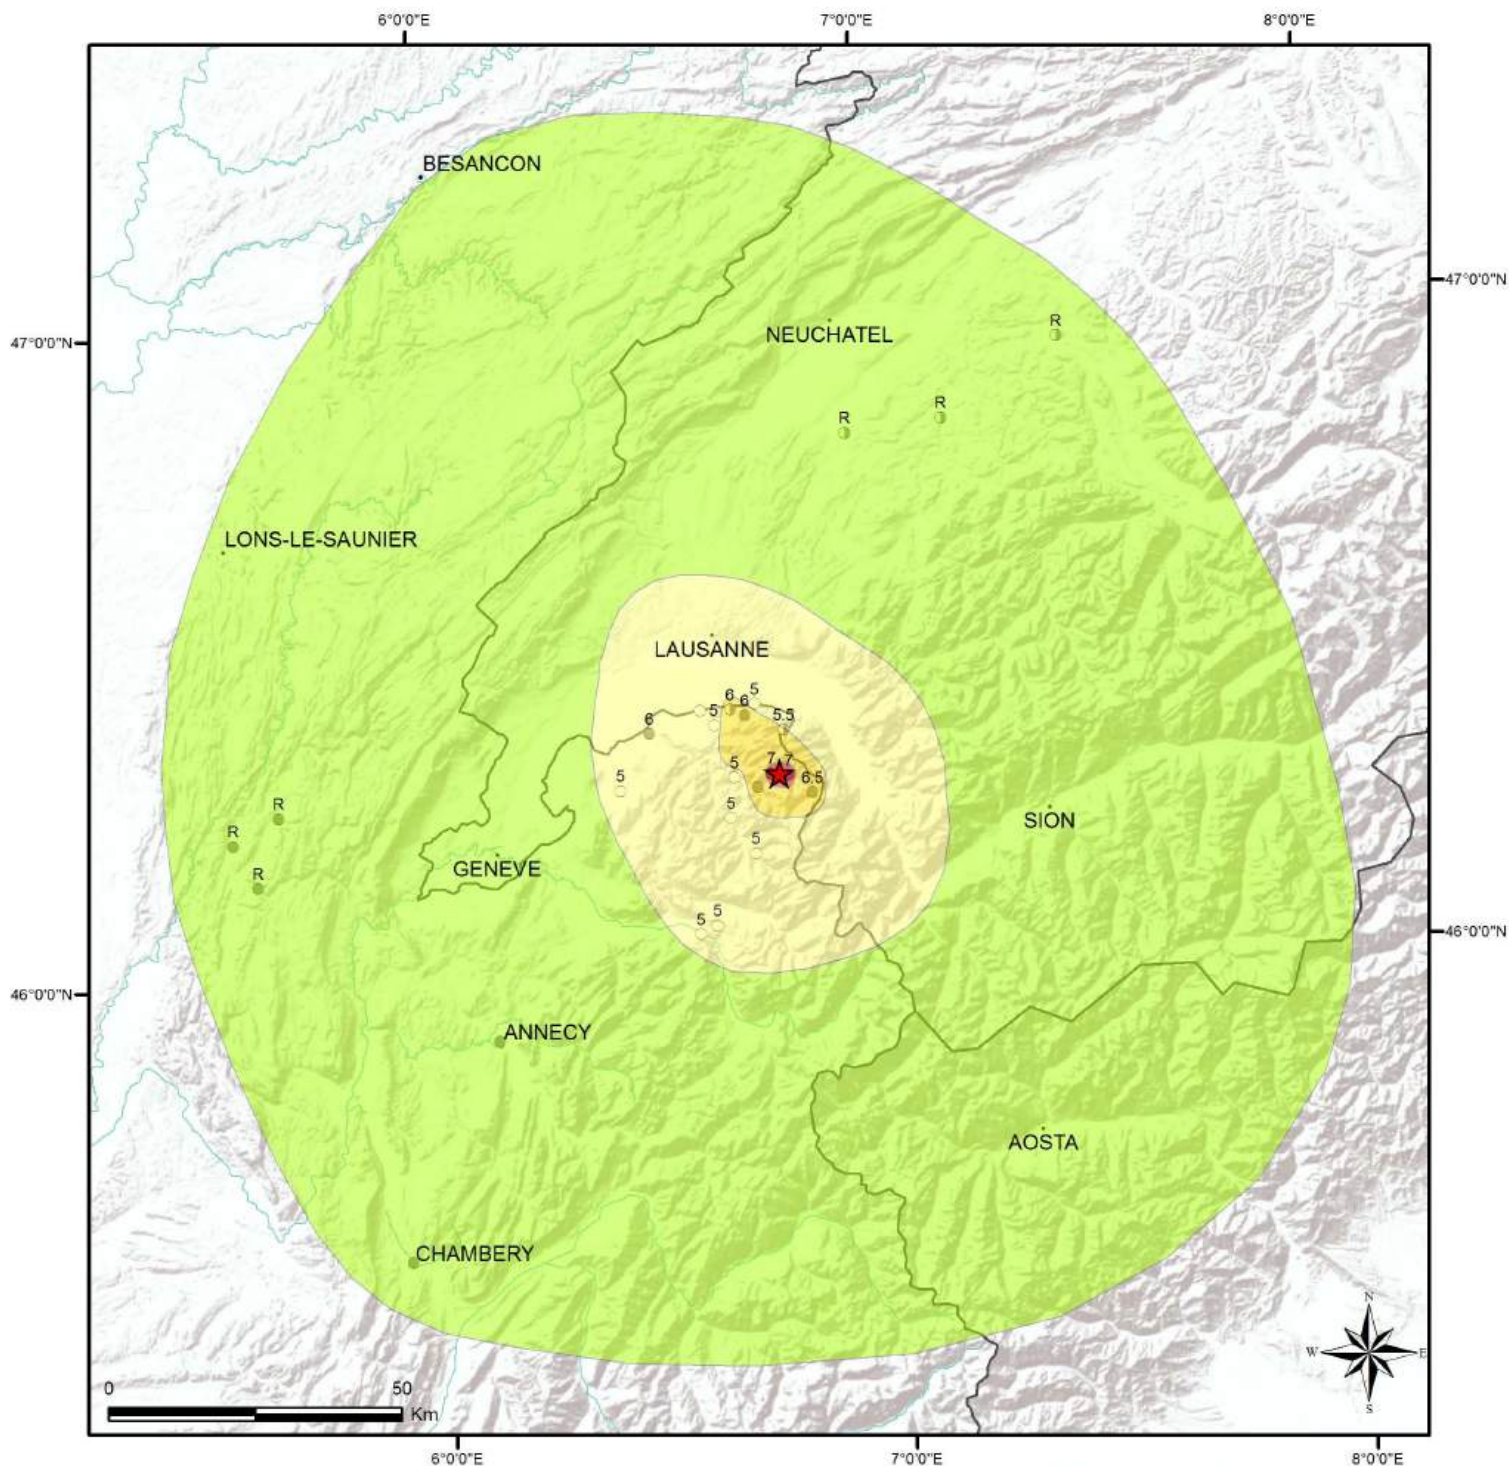 6°0'0"E
7°0'0"E
8°0'0"E
BESANCON
47°0'0"N
R
NEUCHATEL
47°0'0"N
R
R
LONS-LE-SAUNIER
LAUSANNE
5
6
6
5
5.5
6
7
7
5
5
6.5
R
5
SION
R
5
GENEVE
R
5
5
46°0'0"N
46°0'0"N
ANNECY
AOSTA
CHAMBERY
N
W
E
S
0
50
Km
6°0'0"E
7°0'0"E
8°0'0"E